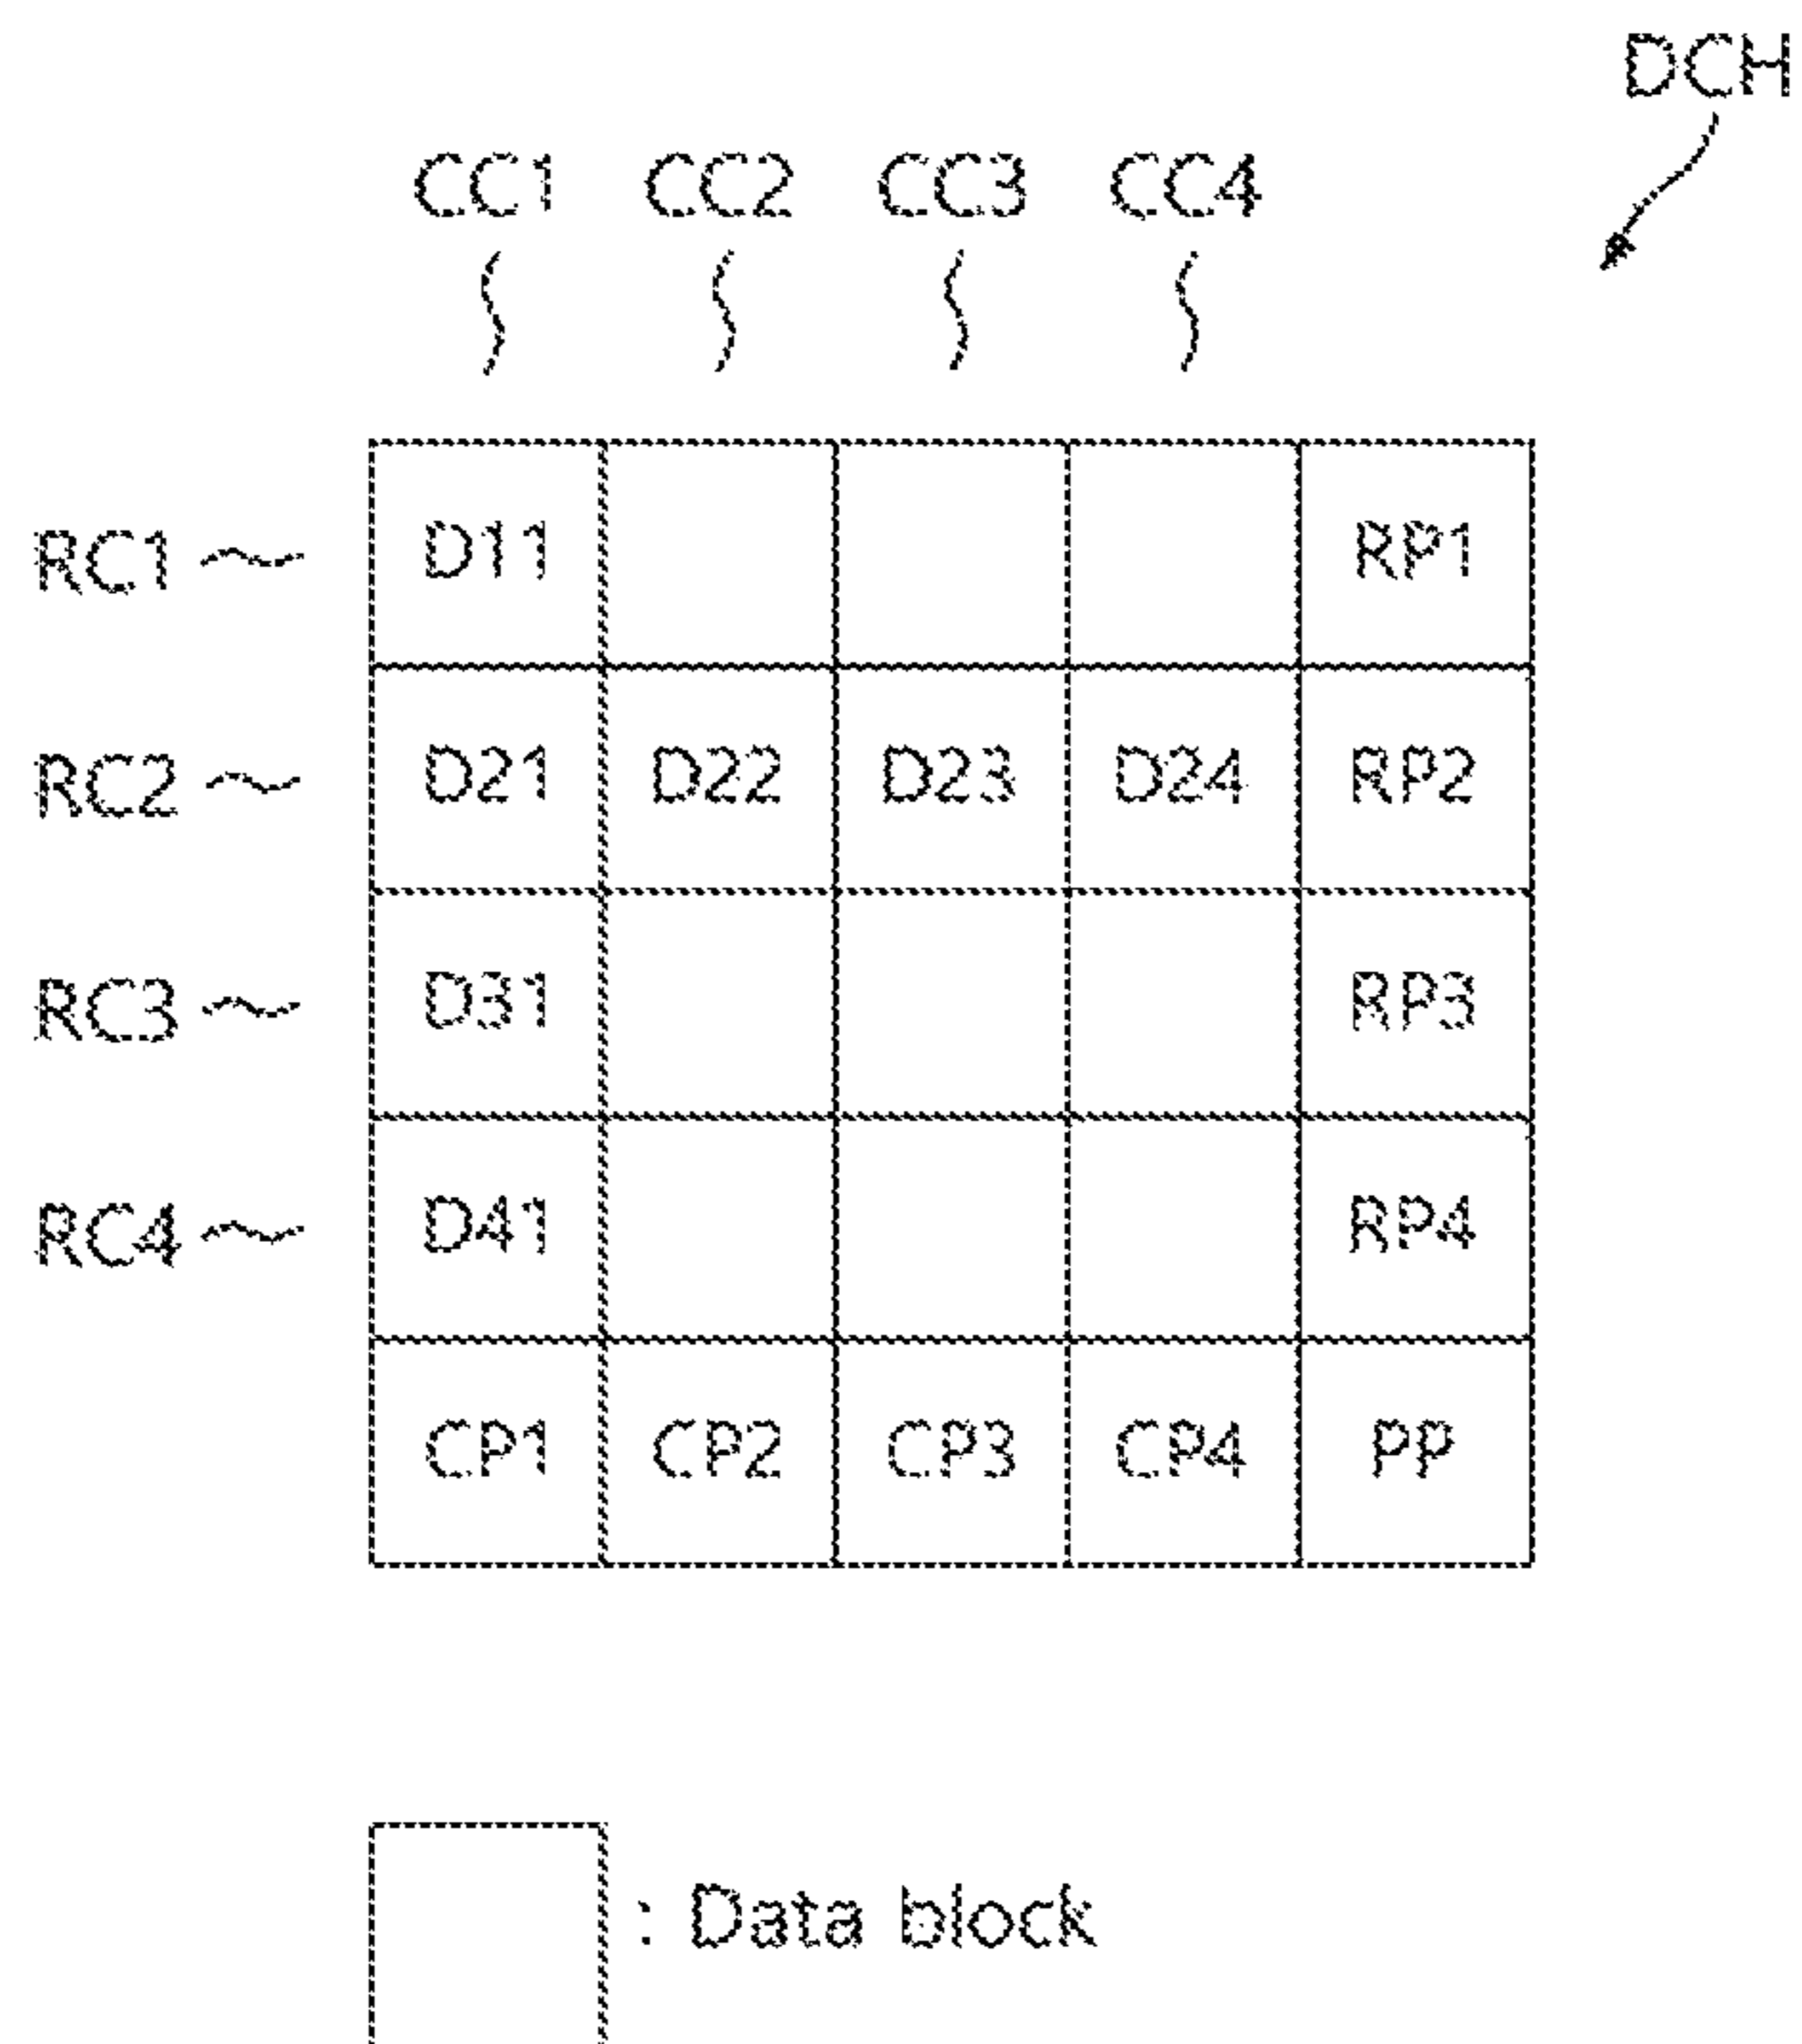 DCH
CC1 CC2 CC3 CC4
RC1 D11 RP1
RC2 D21 D22 D23 D24 RP2
RC3 D31 RP3
RC4 D41 RP4
CP1 CP2 CP3 CP4 PP
: Data block